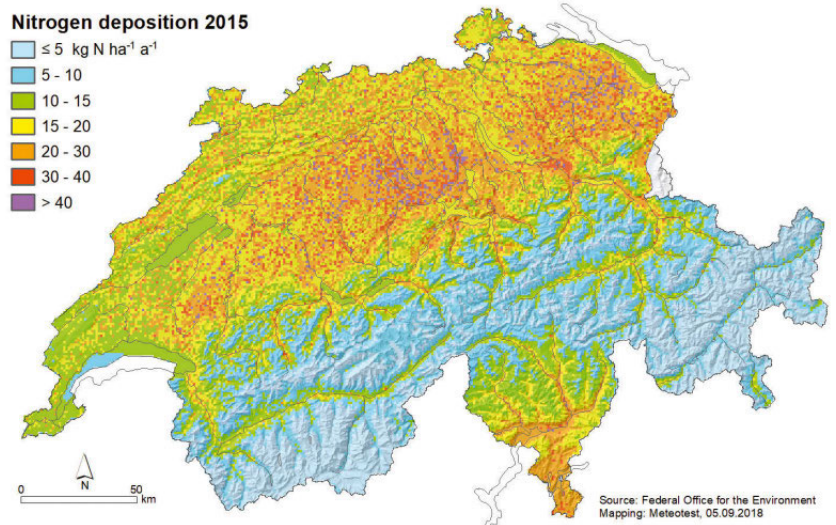 Nitrogen deposition 2015
≤ 5 kg N ha⁻¹ a⁻¹
5 - 10
10 - 15
15 - 20
20 - 30
30 - 40
> 40
N
0 50
km
Source: Federal Office for the Environment
Mapping: Meteotest, 05.09.2018